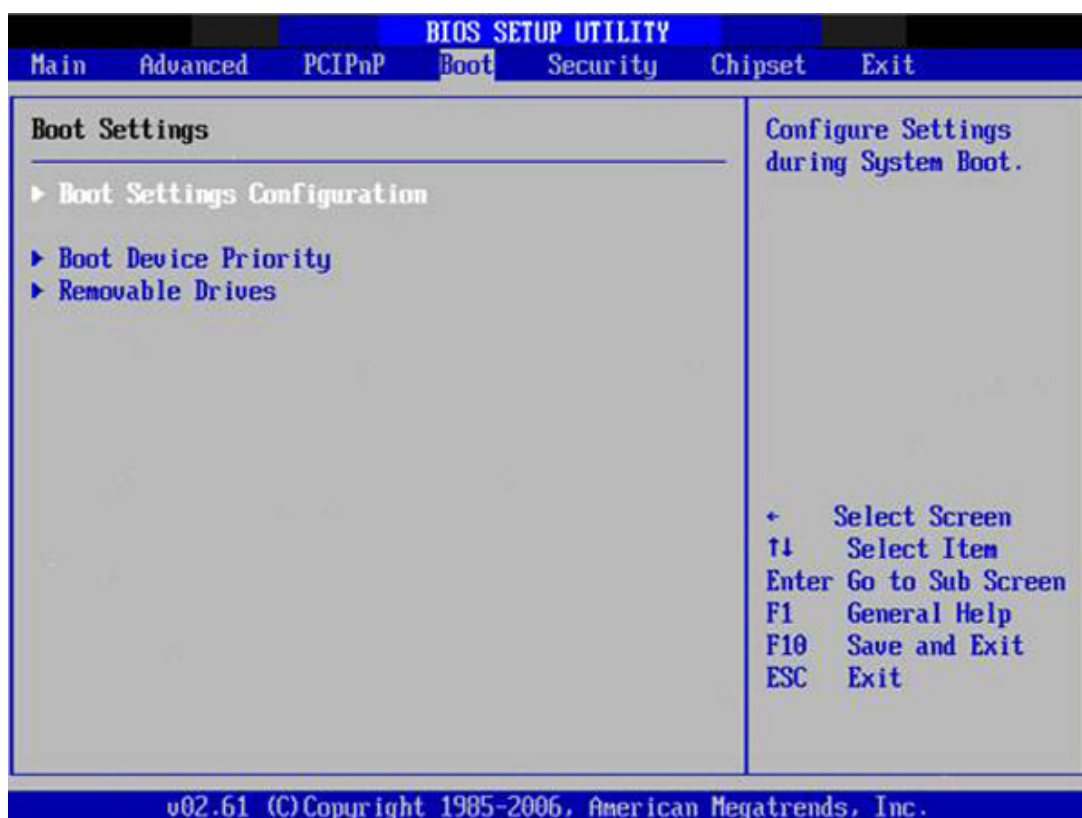 BIOS SETUP UTILITY
Main Advanced PCIPnP Boot Security Chipset Exit
Boot Settings
▶ Boot Settings Configuration
▶ Boot Device Priority
▶ Removable Drives
Configure Settings
during System Boot.
← Select Screen
↑↓ Select Item
Enter Go to Sub Screen
F1 General Help
F10 Save and Exit
ESC Exit
v02.61 (C)Copyright 1985-2006, American Megatrends, Inc.